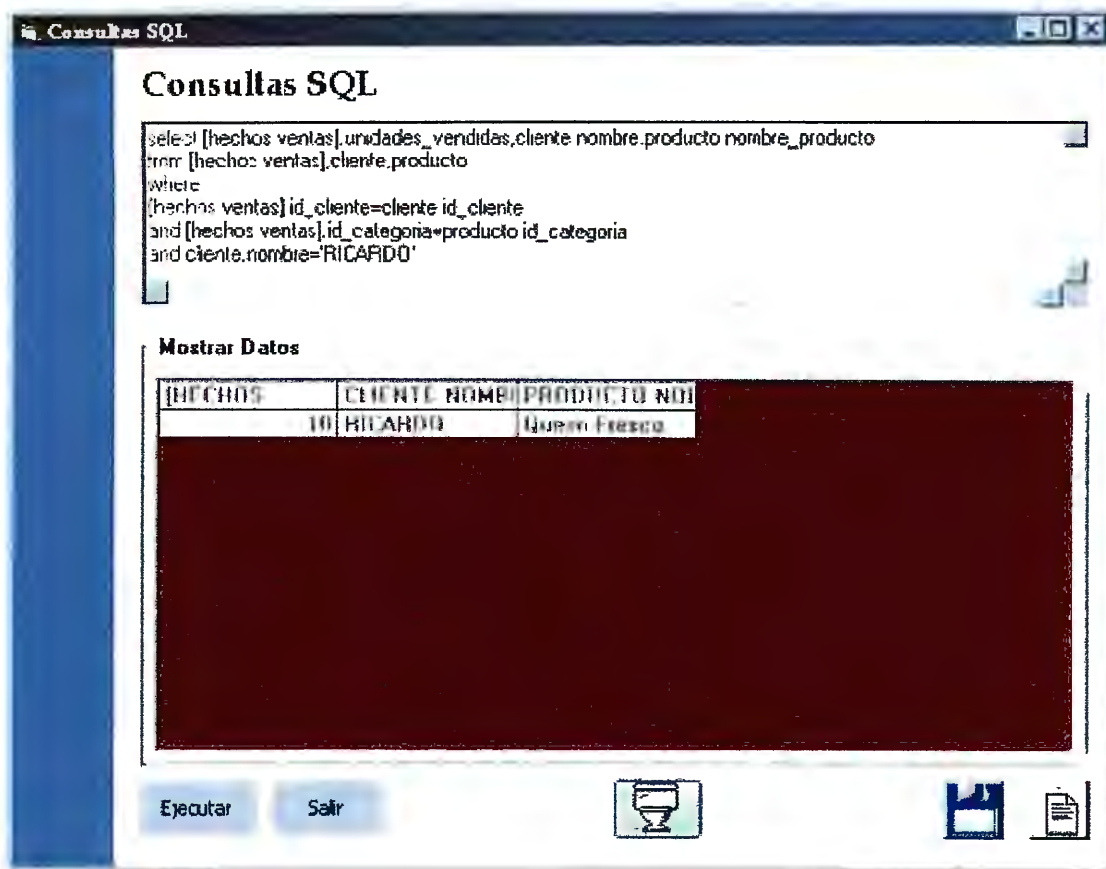 Consultas SQL
Consultas SQL
select [hechos ventas].unidades_vendidas,cliente nombre.producto nombre_producto
from [hechos ventas],cliente,producto
where
[hechos ventas] id_cliente=cliente id_cliente
and [hechos ventas].id_categoria=producto id_categoria
and cliente.nombre='RICARDO'
Mostrar Datos
[HECHOS CLIENTE NOMB PRODUCTO NO
10 RICARDO Fresco
Ejecutar Salir